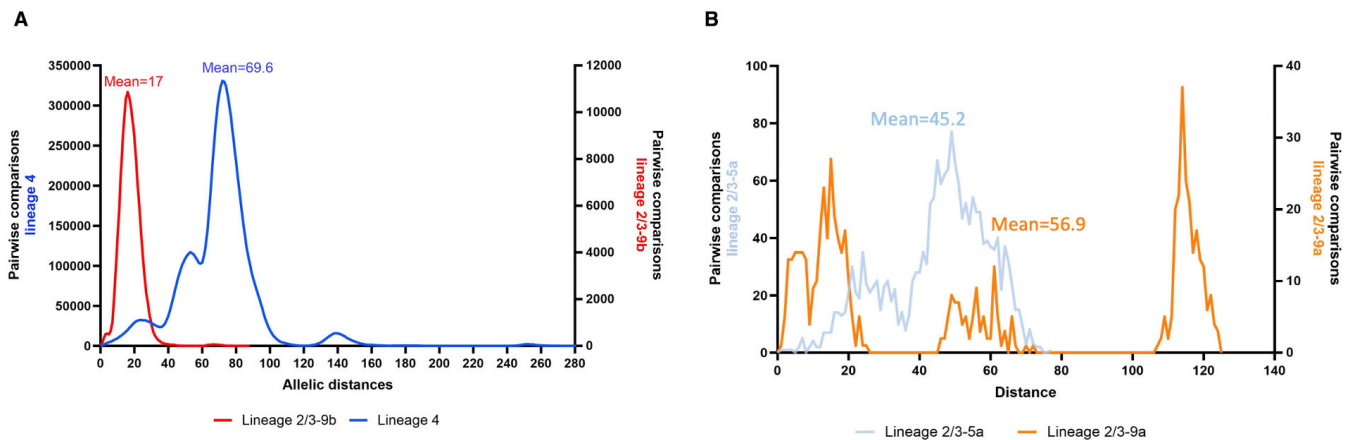 A
Mean=17
Mean=69.6
350000
300000
250000
200000
150000
100000
50000
0
Pairwise comparisons
lineage 4
12000
10000
8000
6000
4000
2000
0
Pairwise comparisons
lineage 2/3-9b
0 20 40 60 80 100 120 140 160 180 200 220 240 260 280
Allelic distances
Lineage 2/3-9b Lineage 4
B
Mean=45.2
Mean=56.9
100
80
60
40
20
0
Pairwise comparisons
lineage 2/3-5a
40
30
20
10
0
Pairwise comparisons
lineage 2/3-9a
0 20 40 60 80 100 120 140
Distance
Lineage 2/3-5a Lineage 2/3-9a